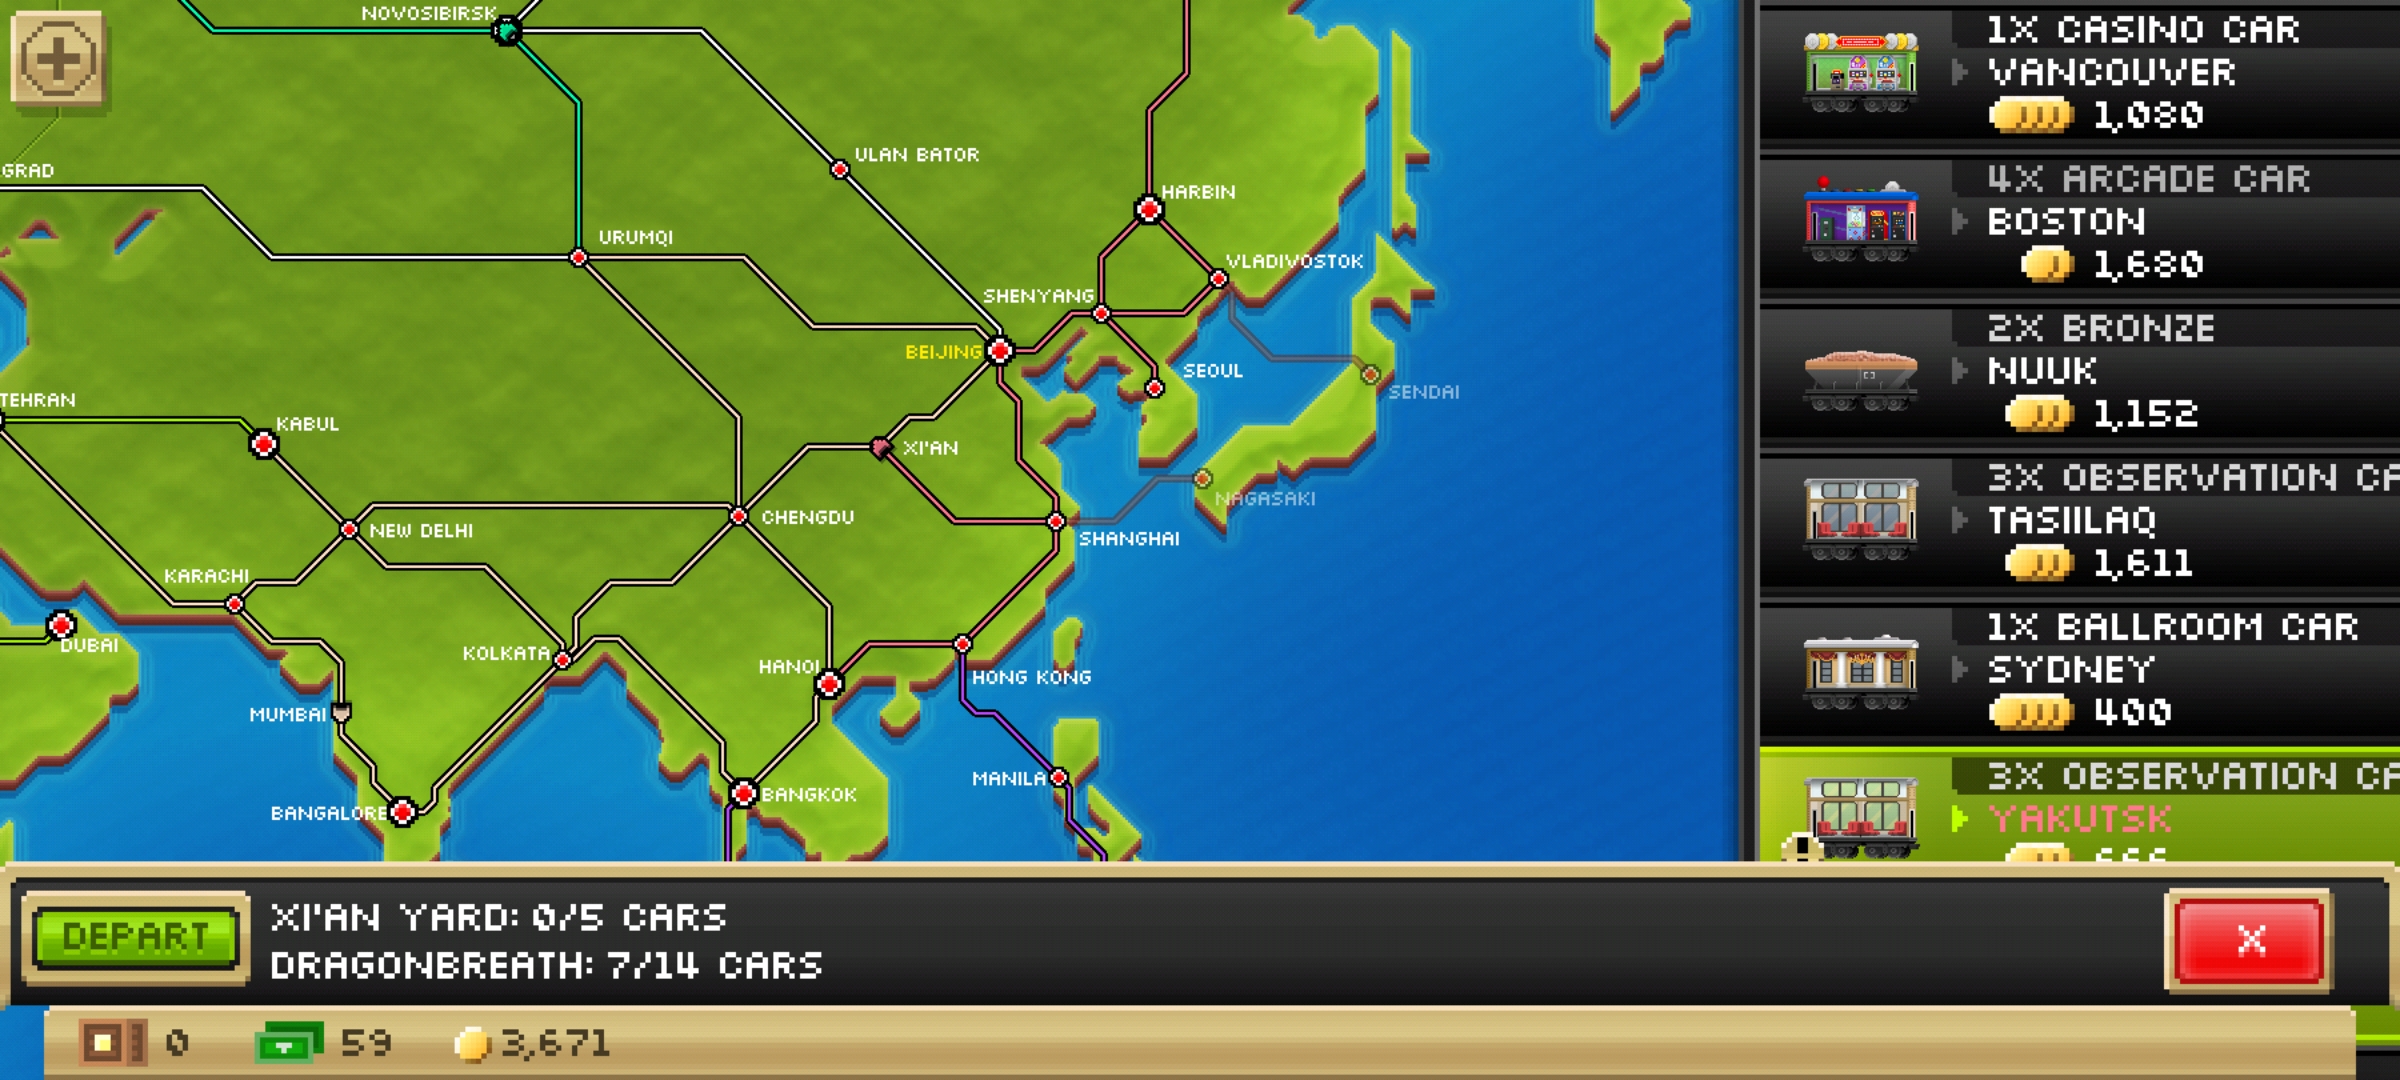 NOVOSIBIRSK
ULAN BATOR
GRAD
HARBIN
URUMQI
VLADIVOSTOK
SHENYANG
BEIJING
SEOUL
SENDAI
TEHRAN
KABUL
XI'AN
NAGASAKI
CHENGDU
NEW DELHI
SHANGHAI
KARACHI
DUBAI
KOLKATA
HANOI
HONG KONG
MUMBAI
MANILA
BANGKOK
BANGALORE
1X CASINO CAR
VANCOUVER
1,080
4X ARCADE CAR
BOSTON
1,680
2X BRONZE
NUUK
1,152
3X OBSERVATION CA
TASIILAQ
1,611
1X BALLROOM CAR
SYDNEY
400
3X OBSERVATION CA
YAKUTSK
DEPART
XI'AN YARD: 0/5 CARS
DRAGONBREATH: 7/14 CARS
X
0
59
3,671